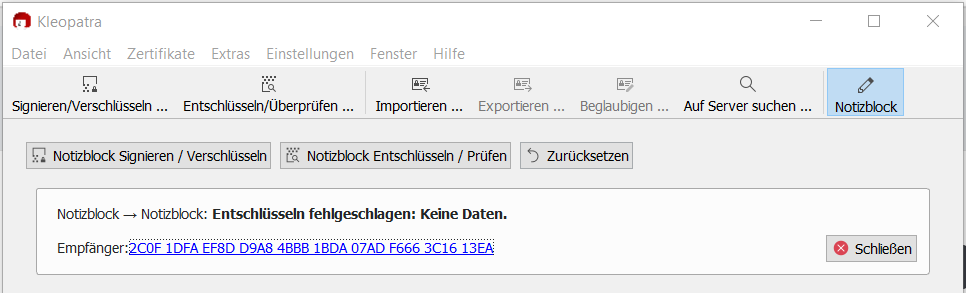 Kleopatra
Datei Ansicht Zertifikate Extras Einstellungen Fenster Hilfe
Signieren/Verschlüsseln ... Entschlüsseln/Überprüfen ... Importieren ... Exportieren ... Beglaubigen ... Auf Server suchen ... Notizblock
Notizblock Signieren / Verschlüsseln Notizblock Entschlüsseln / Prüfen Zurücksetzen
Notizblock → Notizblock: Entschlüsseln fehlgeschlagen: Keine Daten.
Empfänger:2C0F 1DFA EF8D D9A8 4BBB 1BDA 07AD F666 3C16 13EA Schließen